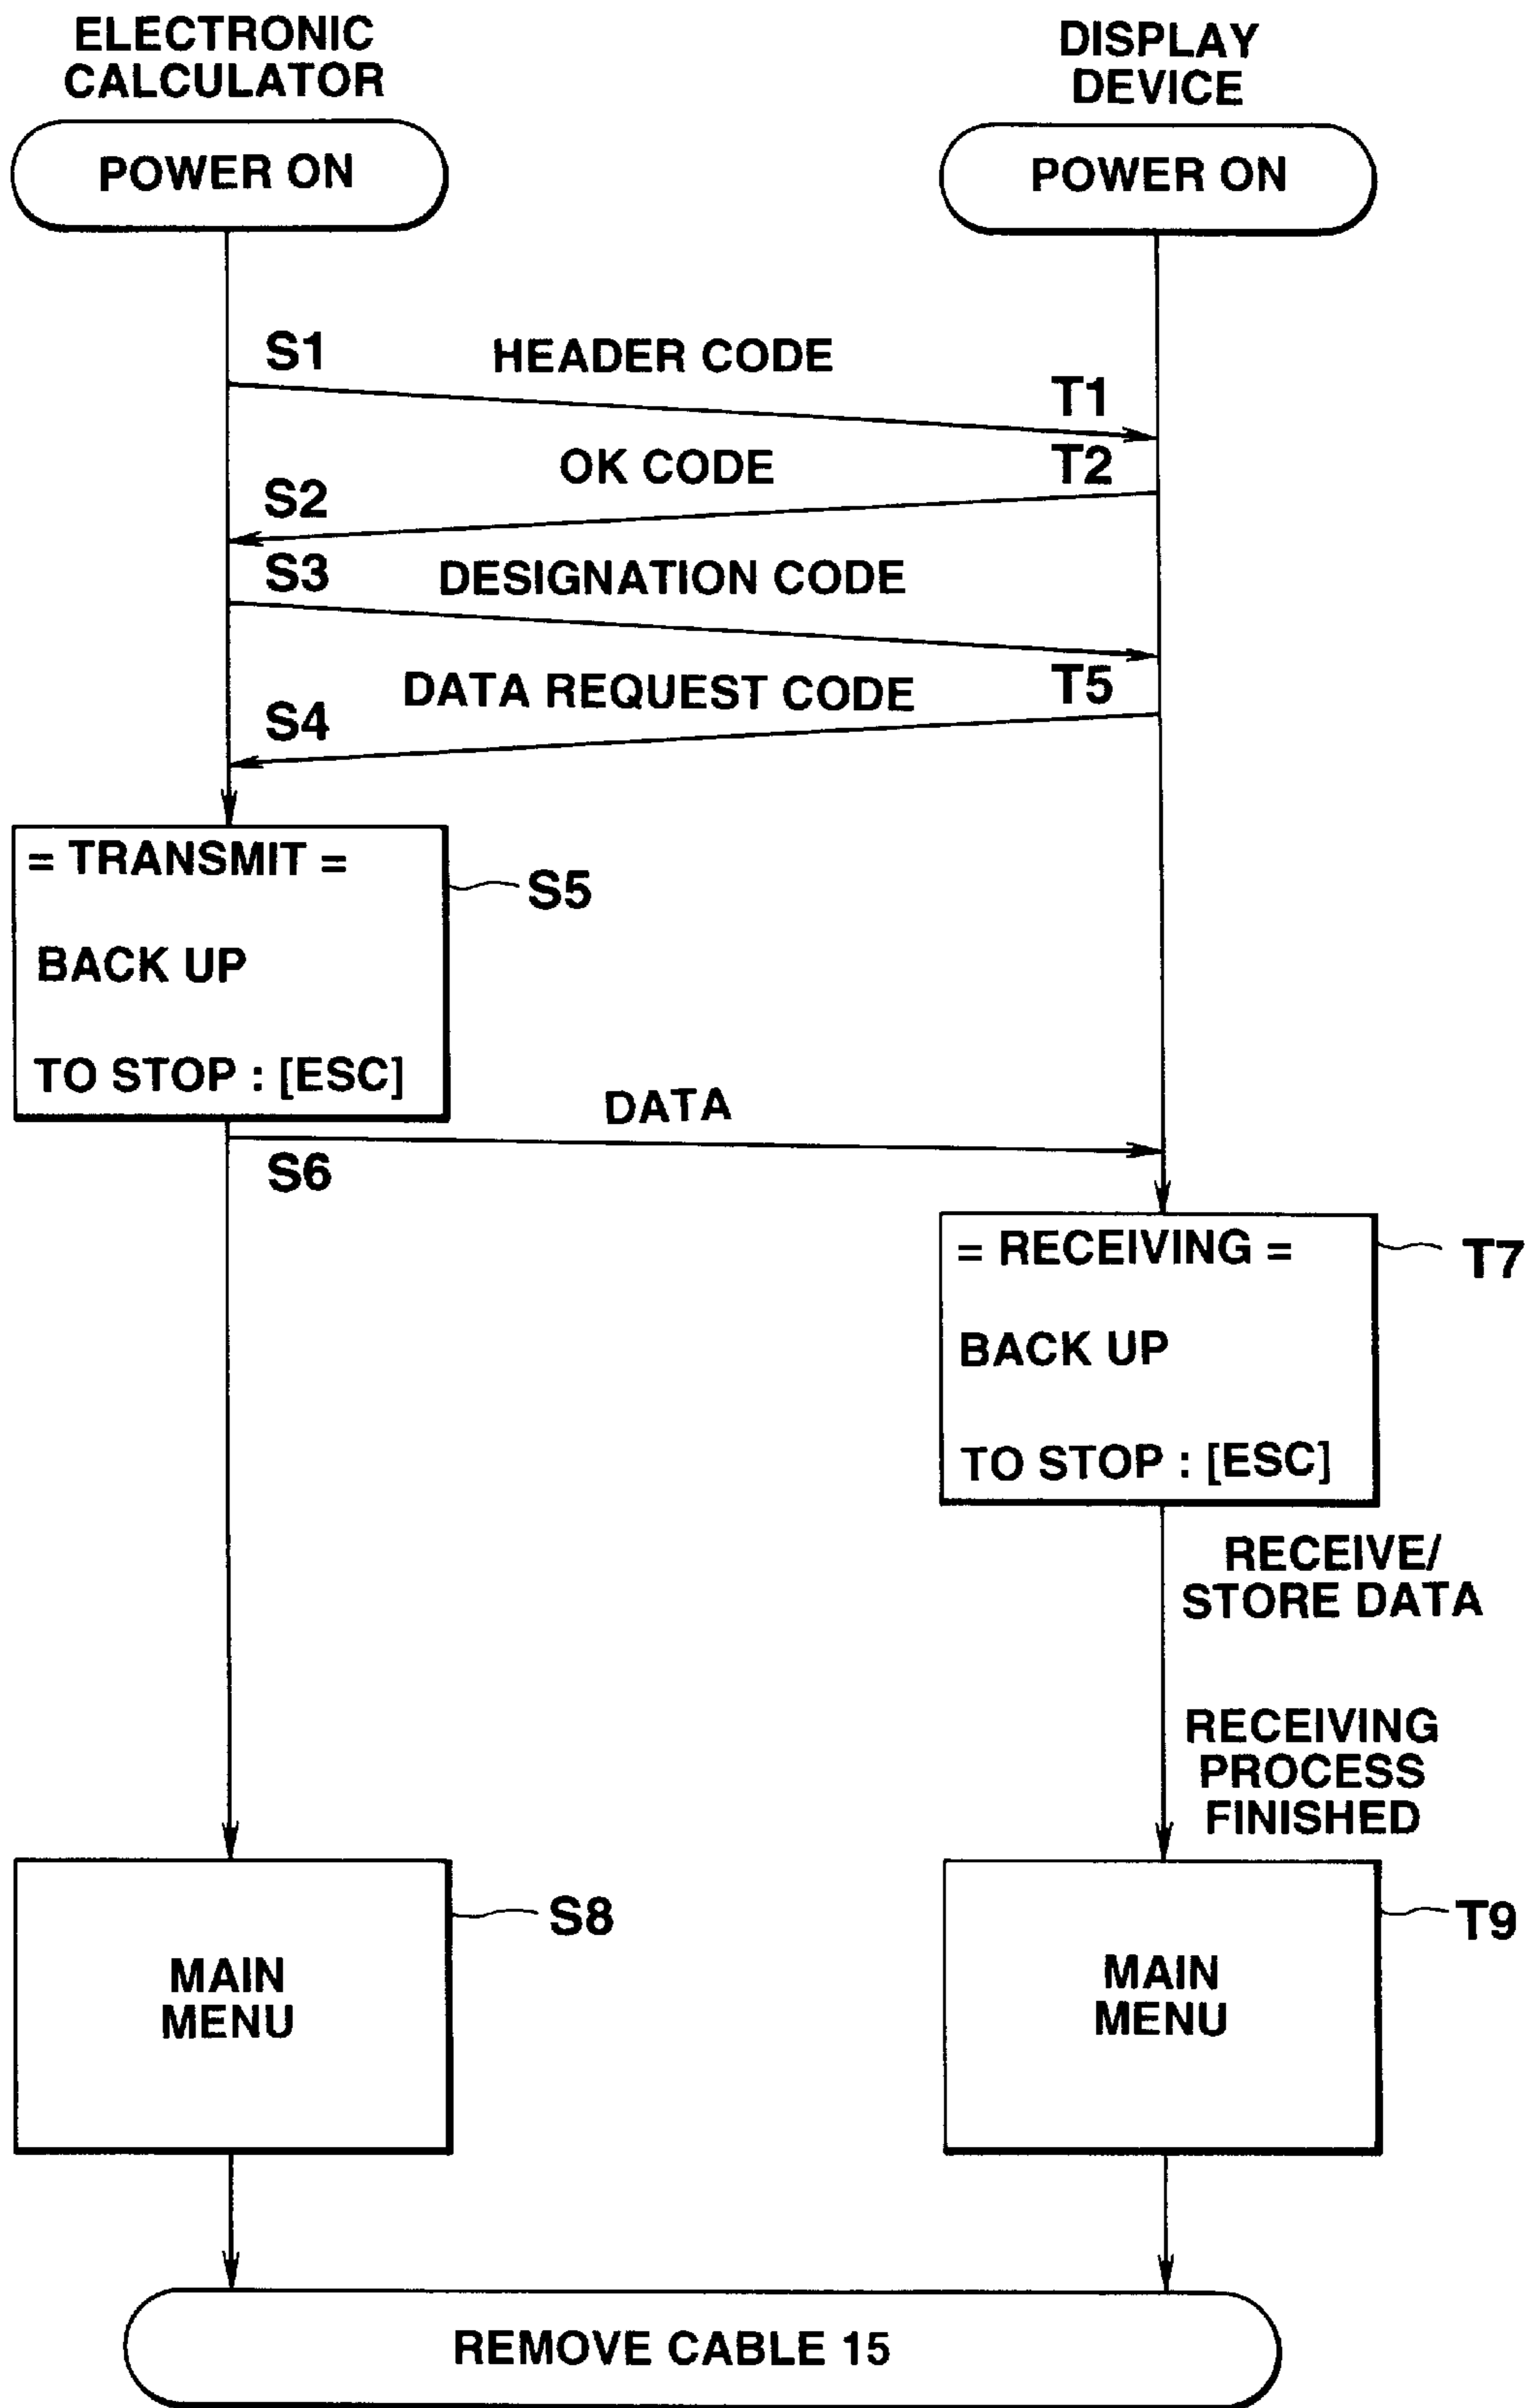 ELECTRONIC
CALCULATOR
DISPLAY
DEVICE
POWER ON
POWER ON
S1
HEADER CODE
T1
OK CODE
T2
S2
S3
DESIGNATION CODE
T5
DATA REQUEST CODE
S4
= TRANSMIT =
BACK UP
TO STOP : [ESC]
S5
DATA
S6
= RECEIVING =
BACK UP
TO STOP : [ESC]
T7
RECEIVE/
STORE DATA
RECEIVING
PROCESS
FINISHED
MAIN
MENU
S8
MAIN
MENU
T9
REMOVE CABLE 15